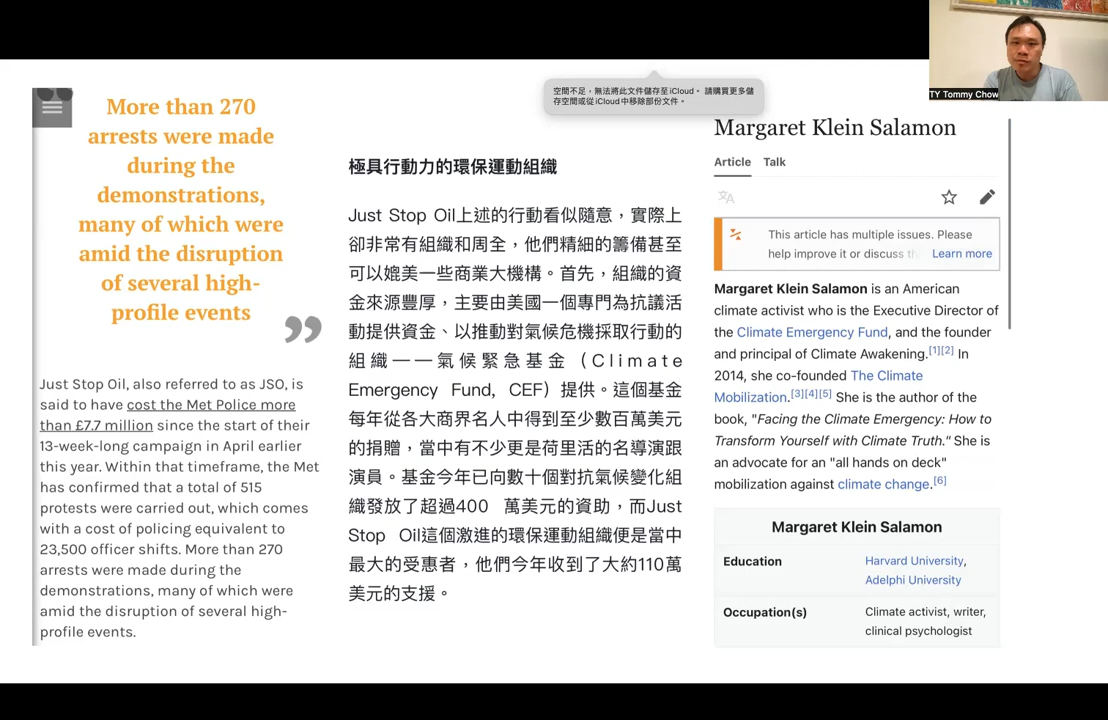 More than 270
arrests were made
during the
demonstrations,
many of which were
amid the disruption
of several high-
profile events
”
Just Stop Oil, also referred to as JSO, is
said to have cost the Met Police more
than £7.7 million since the start of their
13-week-long campaign in April earlier
this year. Within that timeframe, the Met
has confirmed that a total of 515
protests were carried out, which comes
with a cost of policing equivalent to
23,500 officer shifts. More than 270
arrests were made during the
demonstrations, many of which were
amid the disruption of several high-
profile events.
空間不足，無法將此文件儲存至 iCloud。 請購買更多儲
存空間或從 iCloud 中移除部份文件。
極具行動力的環保運動組織
Just Stop Oil上述的行動看似隨意，實際上
卻非常有組織和周全，他們精細的籌備甚至
可以媲美一些商業大機構。首先，組織的資
金來源豐厚，主要由美國一個專門為抗議活
動提供資金、以推動對氣候危機採取行動的
組織——氣候緊急基金（Climate
Emergency Fund, CEF）提供。這個基金
每年從各大商界名人中得到至少數百萬美元
的捐贈，當中有不少更是荷里活的名導演跟
演員。基金今年已向數十個對抗氣候變化組
織發放了超過400 萬美元的資助，而Just
Stop Oil這個激進的環保運動組織便是當中
最大的受惠者，他們今年收到了大約110萬
美元的支援。
TY Tommy Chow
Margaret Klein Salamon
Article Talk
This article has multiple issues. Please
help improve it or discuss th Learn more
Margaret Klein Salamon is an American
climate activist who is the Executive Director of
the Climate Emergency Fund, and the founder
and principal of Climate Awakening.[1][2] In
2014, she co-founded The Climate
Mobilization.[3][4][5] She is the author of the
book, "Facing the Climate Emergency: How to
Transform Yourself with Climate Truth." She is
an advocate for an "all hands on deck"
mobilization against climate change.[6]
Margaret Klein Salamon
Education Harvard University,
Adelphi University
Occupation(s) Climate activist, writer,
clinical psychologist